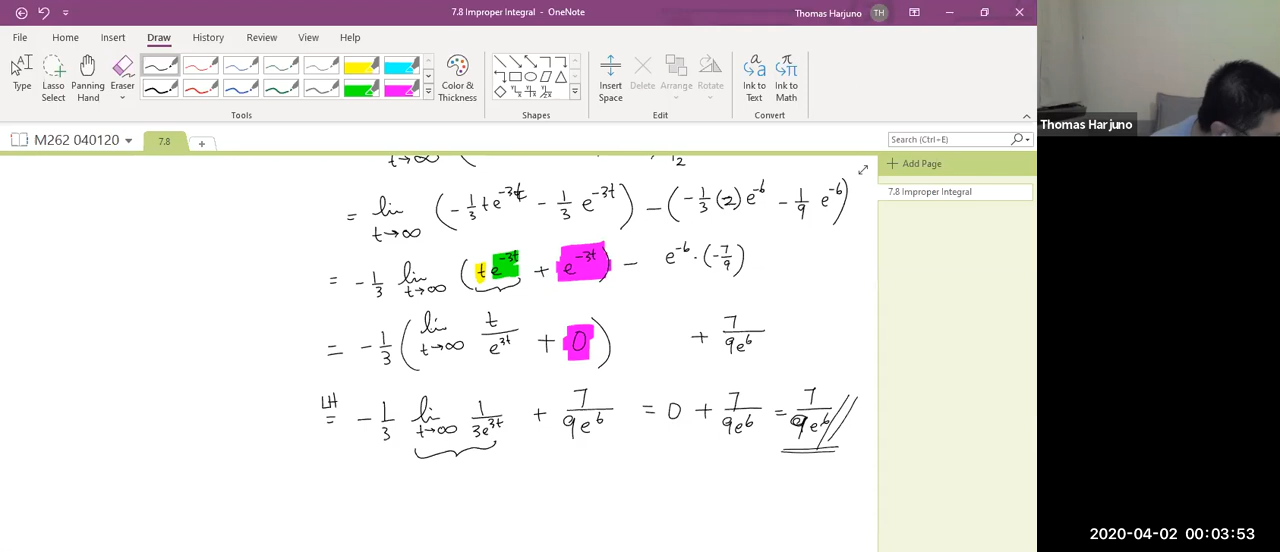 7.8 Improper Integral - OneNote
Thomas Harjuno TH
File Home Insert Draw History Review View Help
Type Lasso Select Panning Hand Eraser Color & Thickness Insert Space Delete Arrange Rotate Ink to Text Ink to Math
Tools Shapes Edit Convert
M262 040120 7.8 Search (Ctrl+E)
Add Page
7.8 Improper Integral
Thomas Harjuno
t→∞ ( 2
= lim t→∞ (-1/3 te^-3t - 1/3 e^-3t) - (-1/3 (2) e^-6 - 1/9 e^-6)
= -1/3 lim t→∞ (te^-3t + e^-3t) - e^-6 · (-7/9)
= -1/3 (lim t→∞ t/e^3t + 0) + 7/9e^6
LH = -1/3 lim t→∞ 1/3e^3t + 7/9e^6 = 0 + 7/9e^6 = 7/9e^6 //
2020-04-02 00:03:53